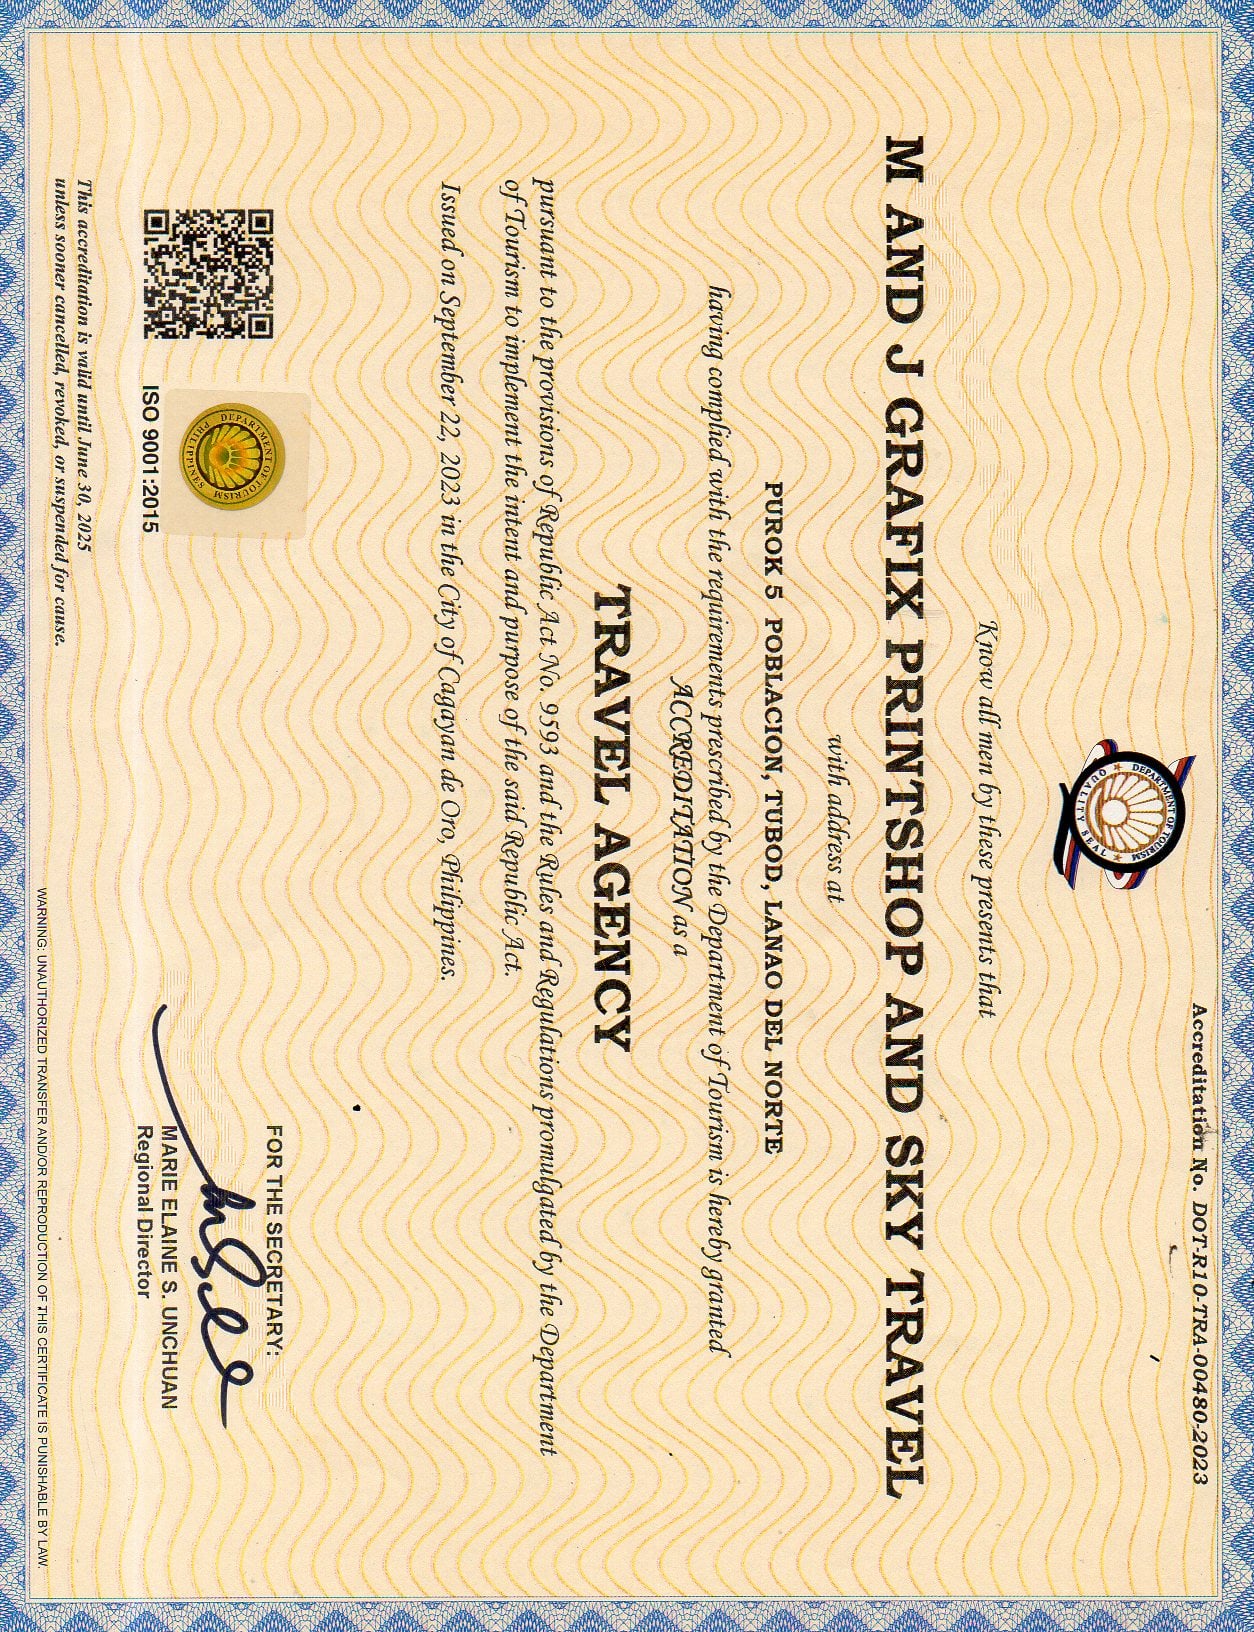 Accreditation No. DOT-R10-TRA-00480-2023
DEPARTMENT OF TOURISM
QUALITY SEAL
Know all men by these presents that
M AND J GRAFIX PRINTSHOP AND SKY TRAVEL
with address at
PUROK 5 POBLACION, TUBOD, LANAO DEL NORTE
having complied with the requirements prescribed by the Department of Tourism is hereby granted
ACCREDITATION as a
TRAVEL AGENCY
pursuant to the provisions of Republic Act No. 9593 and the Rules and Regulations promulgated by the Department
of Tourism to implement the intent and purpose of the said Republic Act.
Issued on September 22, 2023 in the City of Cagayan de Oro, Philippines.
DEPARTMENT OF TOURISM
PHILIPPINES
ISO 9001:2015
FOR THE SECRETARY:
MARIE ELAINE S. UNCHUAN
Regional Director
This accreditation is valid until June 30, 2025
unless sooner cancelled, revoked, or suspended for cause.
WARNING: UNAUTHORIZED TRANSFER AND/OR REPRODUCTION OF THIS CERTIFICATE IS PUNISHABLE BY LAW.